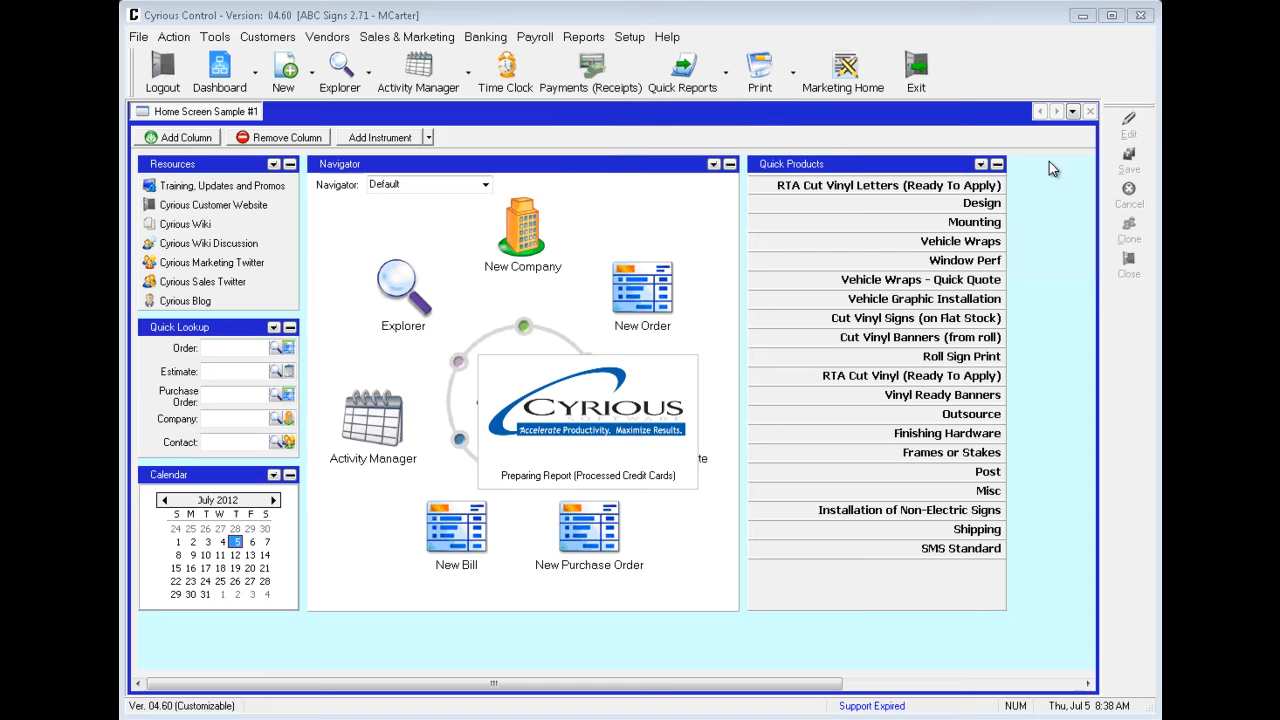 Cyrious Control - Version: 04.60 [ABC Signs 2.71 - MCarter]
File Action Tools Customers Vendors Sales & Marketing Banking Payroll Reports Setup Help
Logout Dashboard New Explorer Activity Manager Time Clock Payments (Receipts) Quick Reports Print Marketing Home Exit
Home Screen Sample #1
Add Column Remove Column Add Instrument
Resources
Training, Updates and Promos
Cyrious Customer Website
Cyrious Wiki
Cyrious Wiki Discussion
Cyrious Marketing Twitter
Cyrious Sales Twitter
Cyrious Blog
Quick Lookup
Order:
Estimate:
Purchase
Order:
Company:
Contact:
Calendar
July 2012
S M T W T F S
24 25 26 27 28 29 30
1 2 3 4 5 6 7
8 9 10 11 12 13 14
15 16 17 18 19 20 21
22 23 24 25 26 27 28
29 30 31 1 2 3 4
Navigator
Navigator: Default
New Company
Explorer
New Order
Activity Manager
CYRIOUS
SOFTWARE
Accelerate Productivity. Maximize Results.
Preparing Report (Processed Credit Cards)
te
New Bill
New Purchase Order
Quick Products
RTA Cut Vinyl Letters (Ready To Apply)
Design
Mounting
Vehicle Wraps
Window Perf
Vehicle Wraps - Quick Quote
Vehicle Graphic Installation
Cut Vinyl Signs (on Flat Stock)
Cut Vinyl Banners (from roll)
Roll Sign Print
RTA Cut Vinyl (Ready To Apply)
Vinyl Ready Banners
Outsource
Finishing Hardware
Frames or Stakes
Post
Misc
Installation of Non-Electric Signs
Shipping
SMS Standard
Edit
Save
Cancel
Clone
Close
Ver. 04.60 (Customizable) Support Expired NUM Thu, Jul 5 8:38 AM